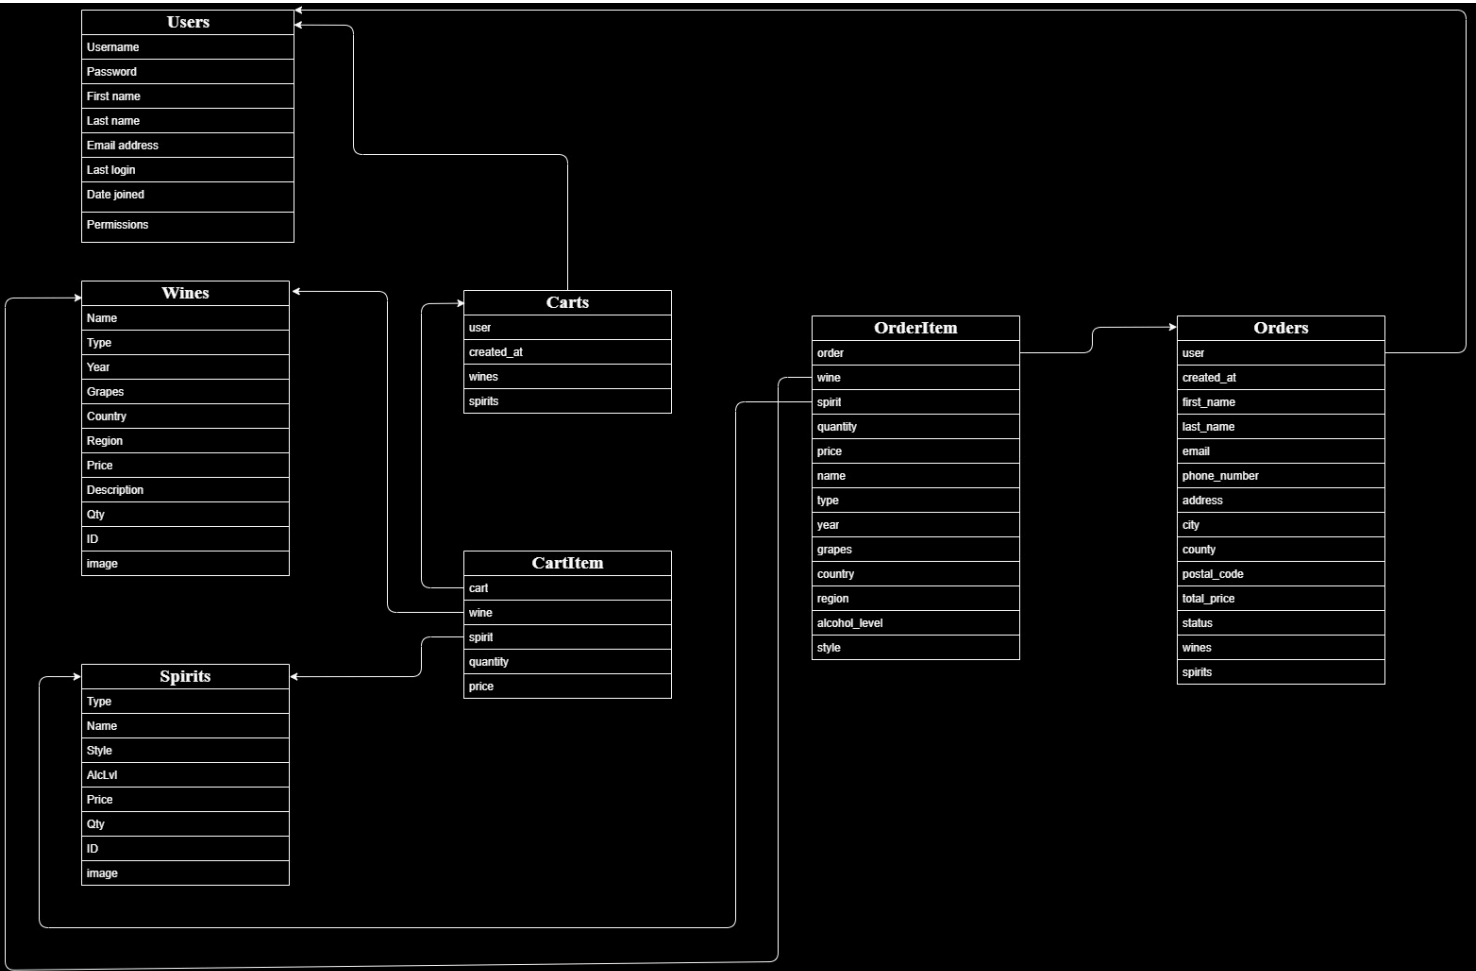 Users
Username
Password
First name
Last name
Email address
Last login
Date joined
Permissions
Wines
Name
Type
Year
Grapes
Country
Region
Price
Description
Qty
ID
image
Spirits
Type
Name
Style
AlcLvl
Price
Qty
ID
image
Carts
user
created_at
wines
spirits
CartItem
cart
wine
spirit
quantity
price
OrderItem
order
wine
spirit
quantity
price
name
type
year
grapes
country
region
alcohol_level
style
Orders
user
created_at
first_name
last_name
email
phone_number
address
city
county
postal_code
total_price
status
wines
spirits